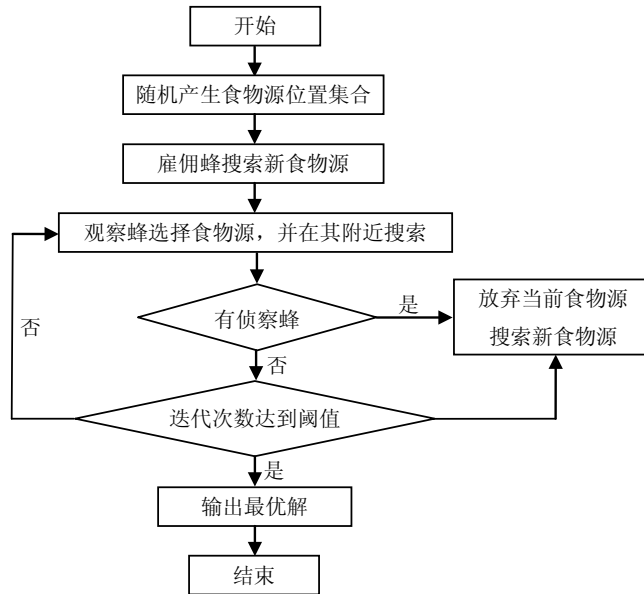 开始
随机产生食物源位置集合
雇佣蜂搜索新食物源
观察蜂选择食物源，并在其附近搜索
有侦察蜂
是
放弃当前食物源
搜索新食物源
否
否
迭代次数达到阈值
是
输出最优解
结束